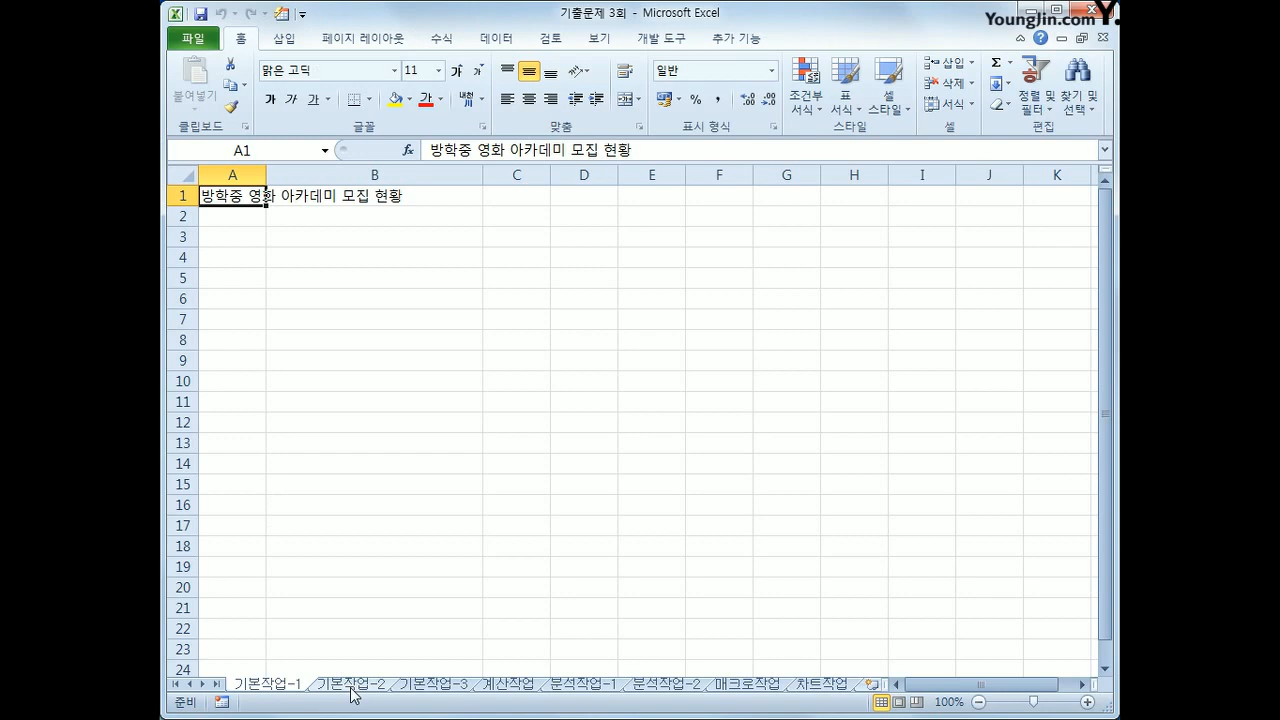 기출문제 3회 - Microsoft Excel
YoungJin.com Y.
파일 홈 삽입 페이지 레이아웃 수식 데이터 검토 보기 개발 도구 추가 기능
붙여넣기
맑은 고딕 11
가 가 가 가 내천
일반
% ,
조건부 서식
표 서식
셀 스타일
삽입
삭제
서식
Σ
정렬 및 필터
찾기 및 선택
클립보드 글꼴 맞춤 표시 형식 스타일 셀 편집
A1 fx 방학중 영화 아카데미 모집 현황
A B C D E F G H I J K
1 방학중 영화 아카데미 모집 현황
2
3
4
5
6
7
8
9
10
11
12
13
14
15
16
17
18
19
20
21
22
23
24
기본작업-1 기본작업-2 기본작업-3 계산작업 분석작업-1 분석작업-2 매크로작업 차트작업
준비 100%